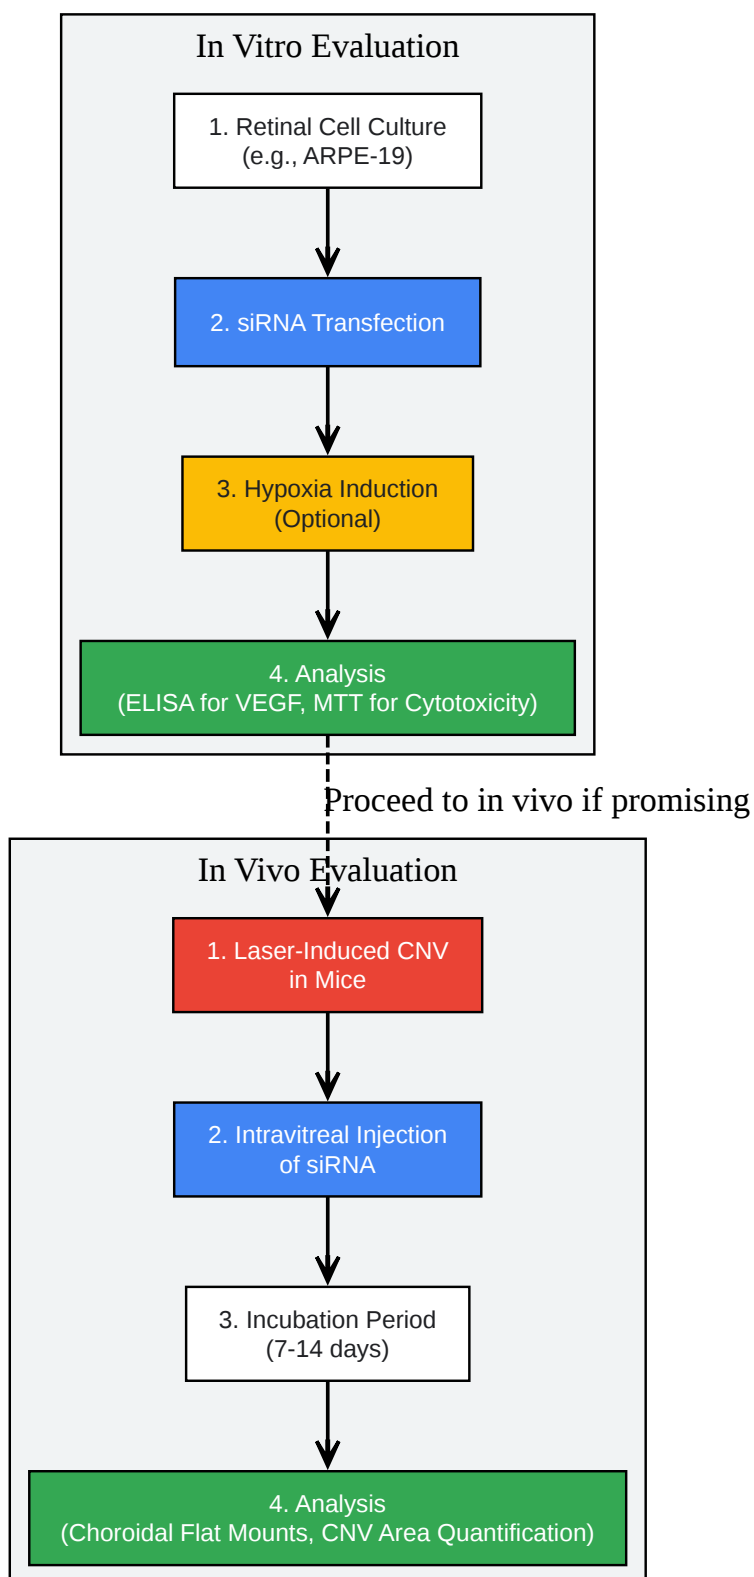 In Vitro Evaluation
1. Retinal Cell Culture
(e.g., ARPE-19)
2. siRNA Transfection
3. Hypoxia Induction
(Optional)
4. Analysis
(ELISA for VEGF, MTT for Cytotoxicity)
Proceed to in vivo if promising
In Vivo Evaluation
1. Laser-Induced CNV
in Mice
2. Intravitreal Injection
of siRNA
3. Incubation Period
(7-14 days)
4. Analysis
(Choroidal Flat Mounts, CNV Area Quantification)